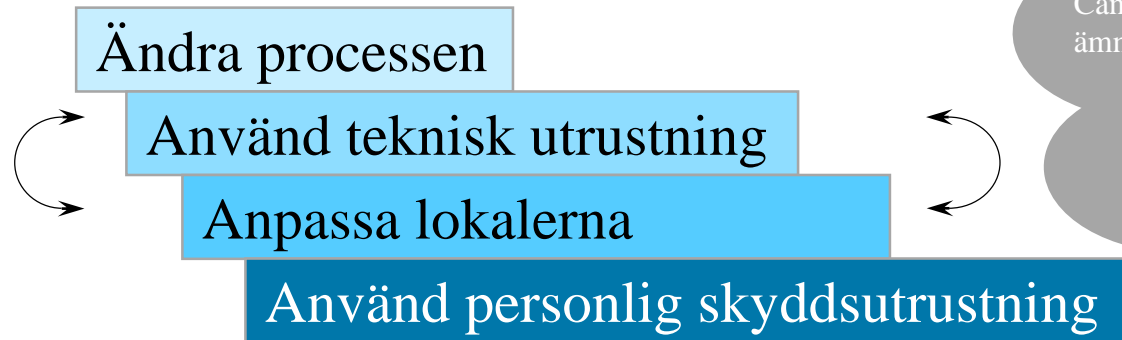 Ändra processen
Använd teknisk utrustning
Anpassa lokalerna
Använd personlig skyddsutrustning